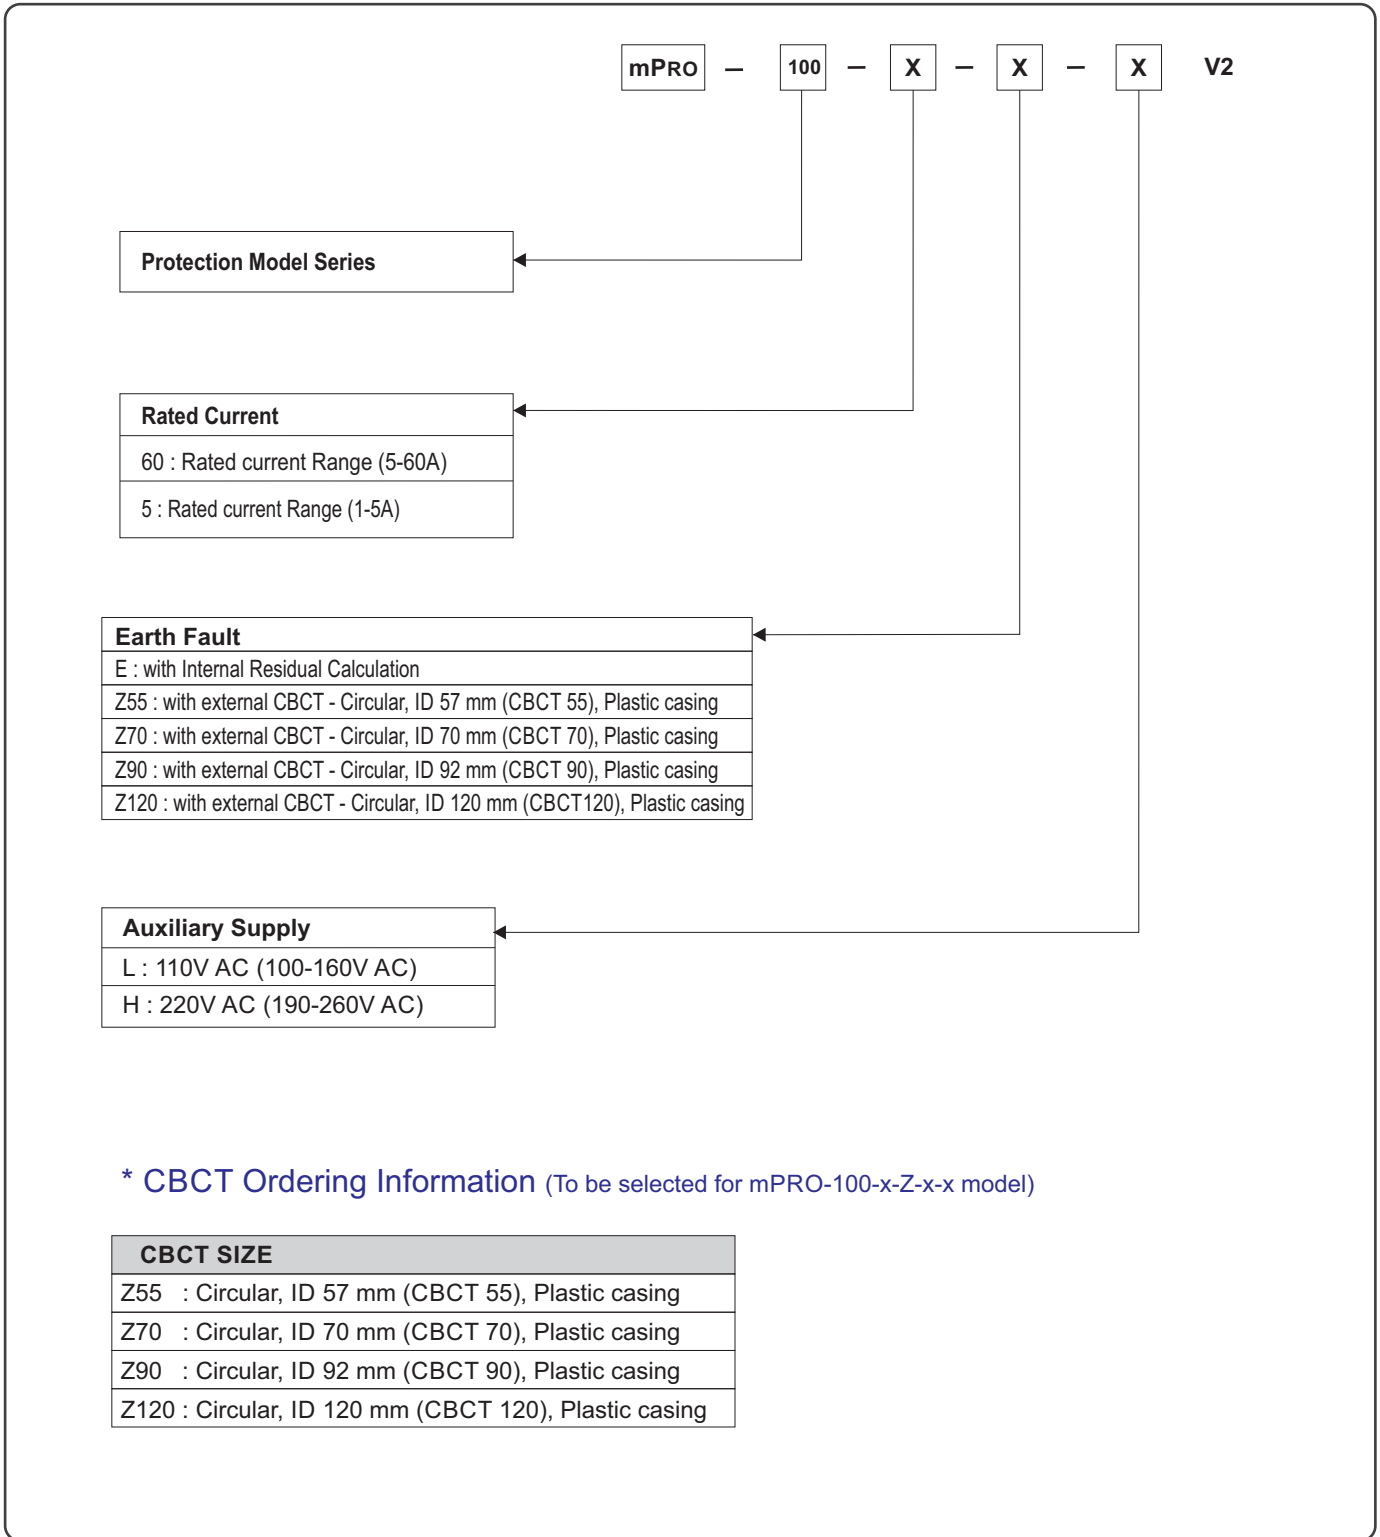 mPRO – 100 – X – X – X V2
Protection Model Series
Rated Current
60 : Rated current Range (5-60A)
5 : Rated current Range (1-5A)
Earth Fault
E : with Internal Residual Calculation
Z55 : with external CBCT - Circular, ID 57 mm (CBCT 55), Plastic casing
Z70 : with external CBCT - Circular, ID 70 mm (CBCT 70), Plastic casing
Z90 : with external CBCT - Circular, ID 92 mm (CBCT 90), Plastic casing
Z120 : with external CBCT - Circular, ID 120 mm (CBCT120), Plastic casing
Auxiliary Supply
L : 110V AC (100-160V AC)
H : 220V AC (190-260V AC)
* CBCT Ordering Information (To be selected for mPRO-100-x-Z-x-x model)
CBCT SIZE
Z55 : Circular, ID 57 mm (CBCT 55), Plastic casing
Z70 : Circular, ID 70 mm (CBCT 70), Plastic casing
Z90 : Circular, ID 92 mm (CBCT 90), Plastic casing
Z120 : Circular, ID 120 mm (CBCT 120), Plastic casing